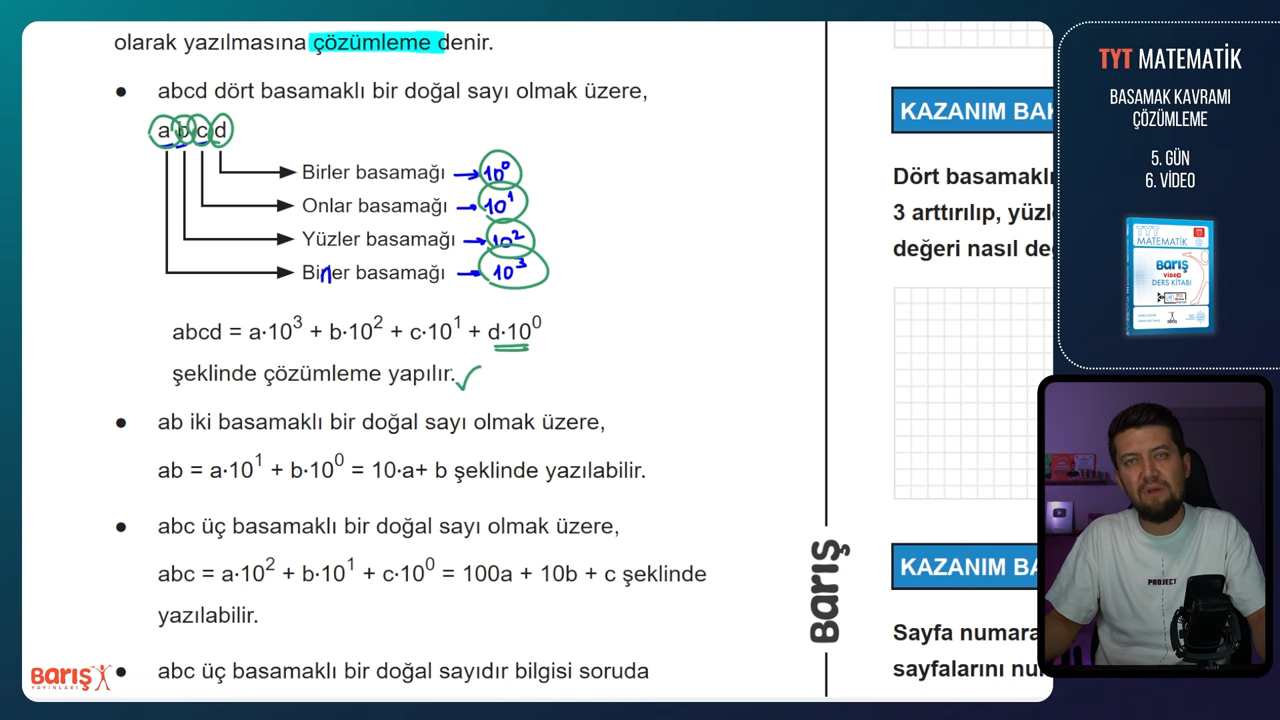 olarak yazılmasına çözümleme denir.
• abcd dört basamaklı bir doğal sayı olmak üzere,
abcd
Birler basamağı → 10⁰
Onlar basamağı → 10¹
Yüzler basamağı → 10²
Binler basamağı → 10³
abcd = a·10³ + b·10² + c·10¹ + d·10⁰
şeklinde çözümleme yapılır.
• ab iki basamaklı bir doğal sayı olmak üzere,
ab = a·10¹ + b·10⁰ = 10·a+ b şeklinde yazılabilir.
• abc üç basamaklı bir doğal sayı olmak üzere,
abc = a·10² + b·10¹ + c·10⁰ = 100a + 10b + c şeklinde
yazılabilir.
• abc üç basamaklı bir doğal sayıdır bilgisi soruda
BARIŞ
YAYINLARI
BARIŞ
KAZANIM BAK
Dört basamaklı
3 arttırılıp, yüzl
değeri nasıl de
KAZANIM BA
Sayfa numara
sayfalarını nu
TYT MATEMATİK
BASAMAK KAVRAMI
ÇÖZÜMLEME
5. GÜN
6. VİDEO
TYT
MATEMATİK
BARIŞ
VİDEO
DERS KİTABI
PROJECT